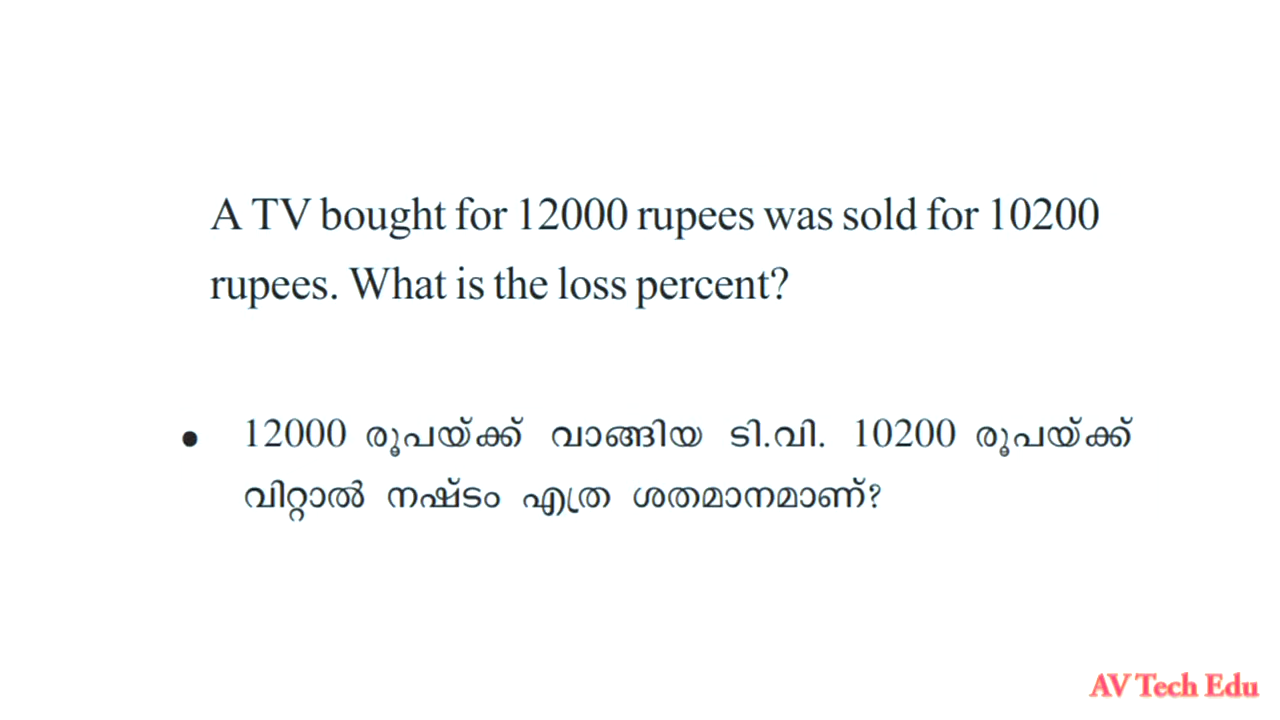 A TV bought for 12000 rupees was sold for 10200
rupees. What is the loss percent?
• 12000 രൂപയ്ക്ക് വാങ്ങിയ ടി.വി. 10200 രൂപയ്ക്ക്
വിറ്റാൽ നഷ്ടം എത്ര ശതമാനമാണ്?
AV Tech Edu